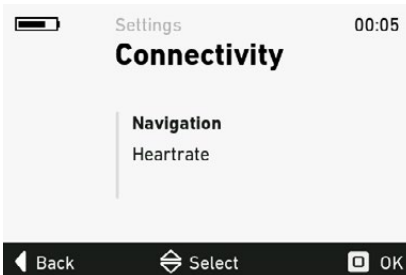 Settings
00:05
Connectivity
Navigation
Heartrate
Back
Select
OK